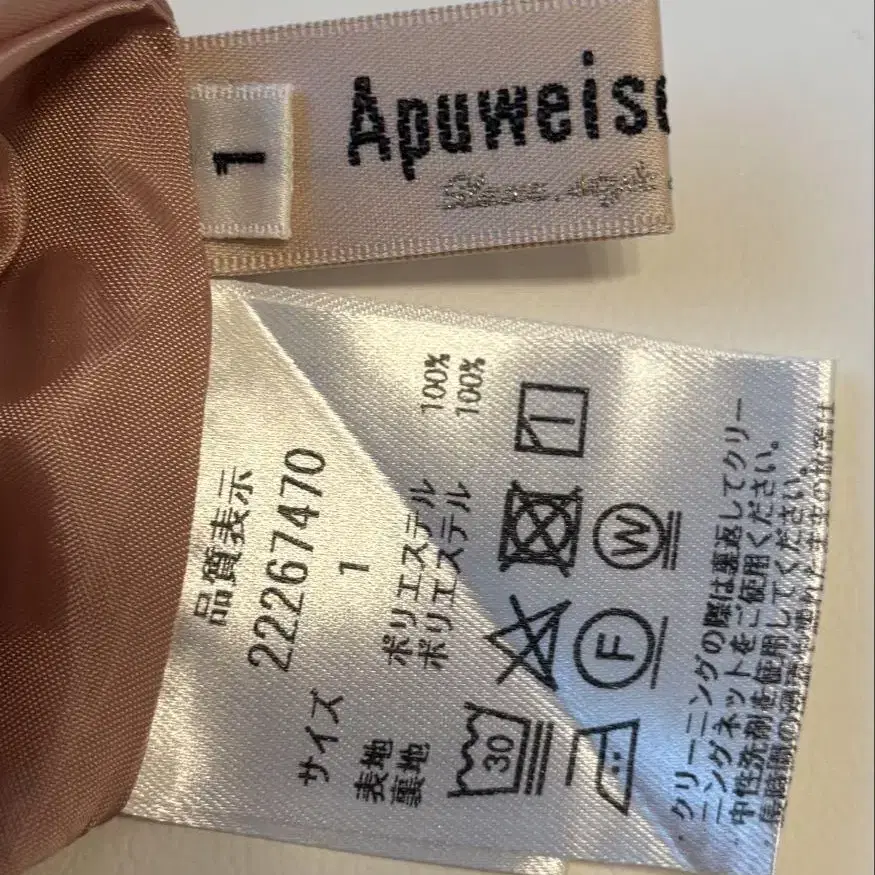 1
Apuweis
品質表示
22267470
サイズ 1
表地 ポリエステル 100%
裏地 ポリエステル 100%
30
F W
・クリーニングの際は裏返してクリー
ニングネットをご使用ください。
中性洗剤を使用してください。